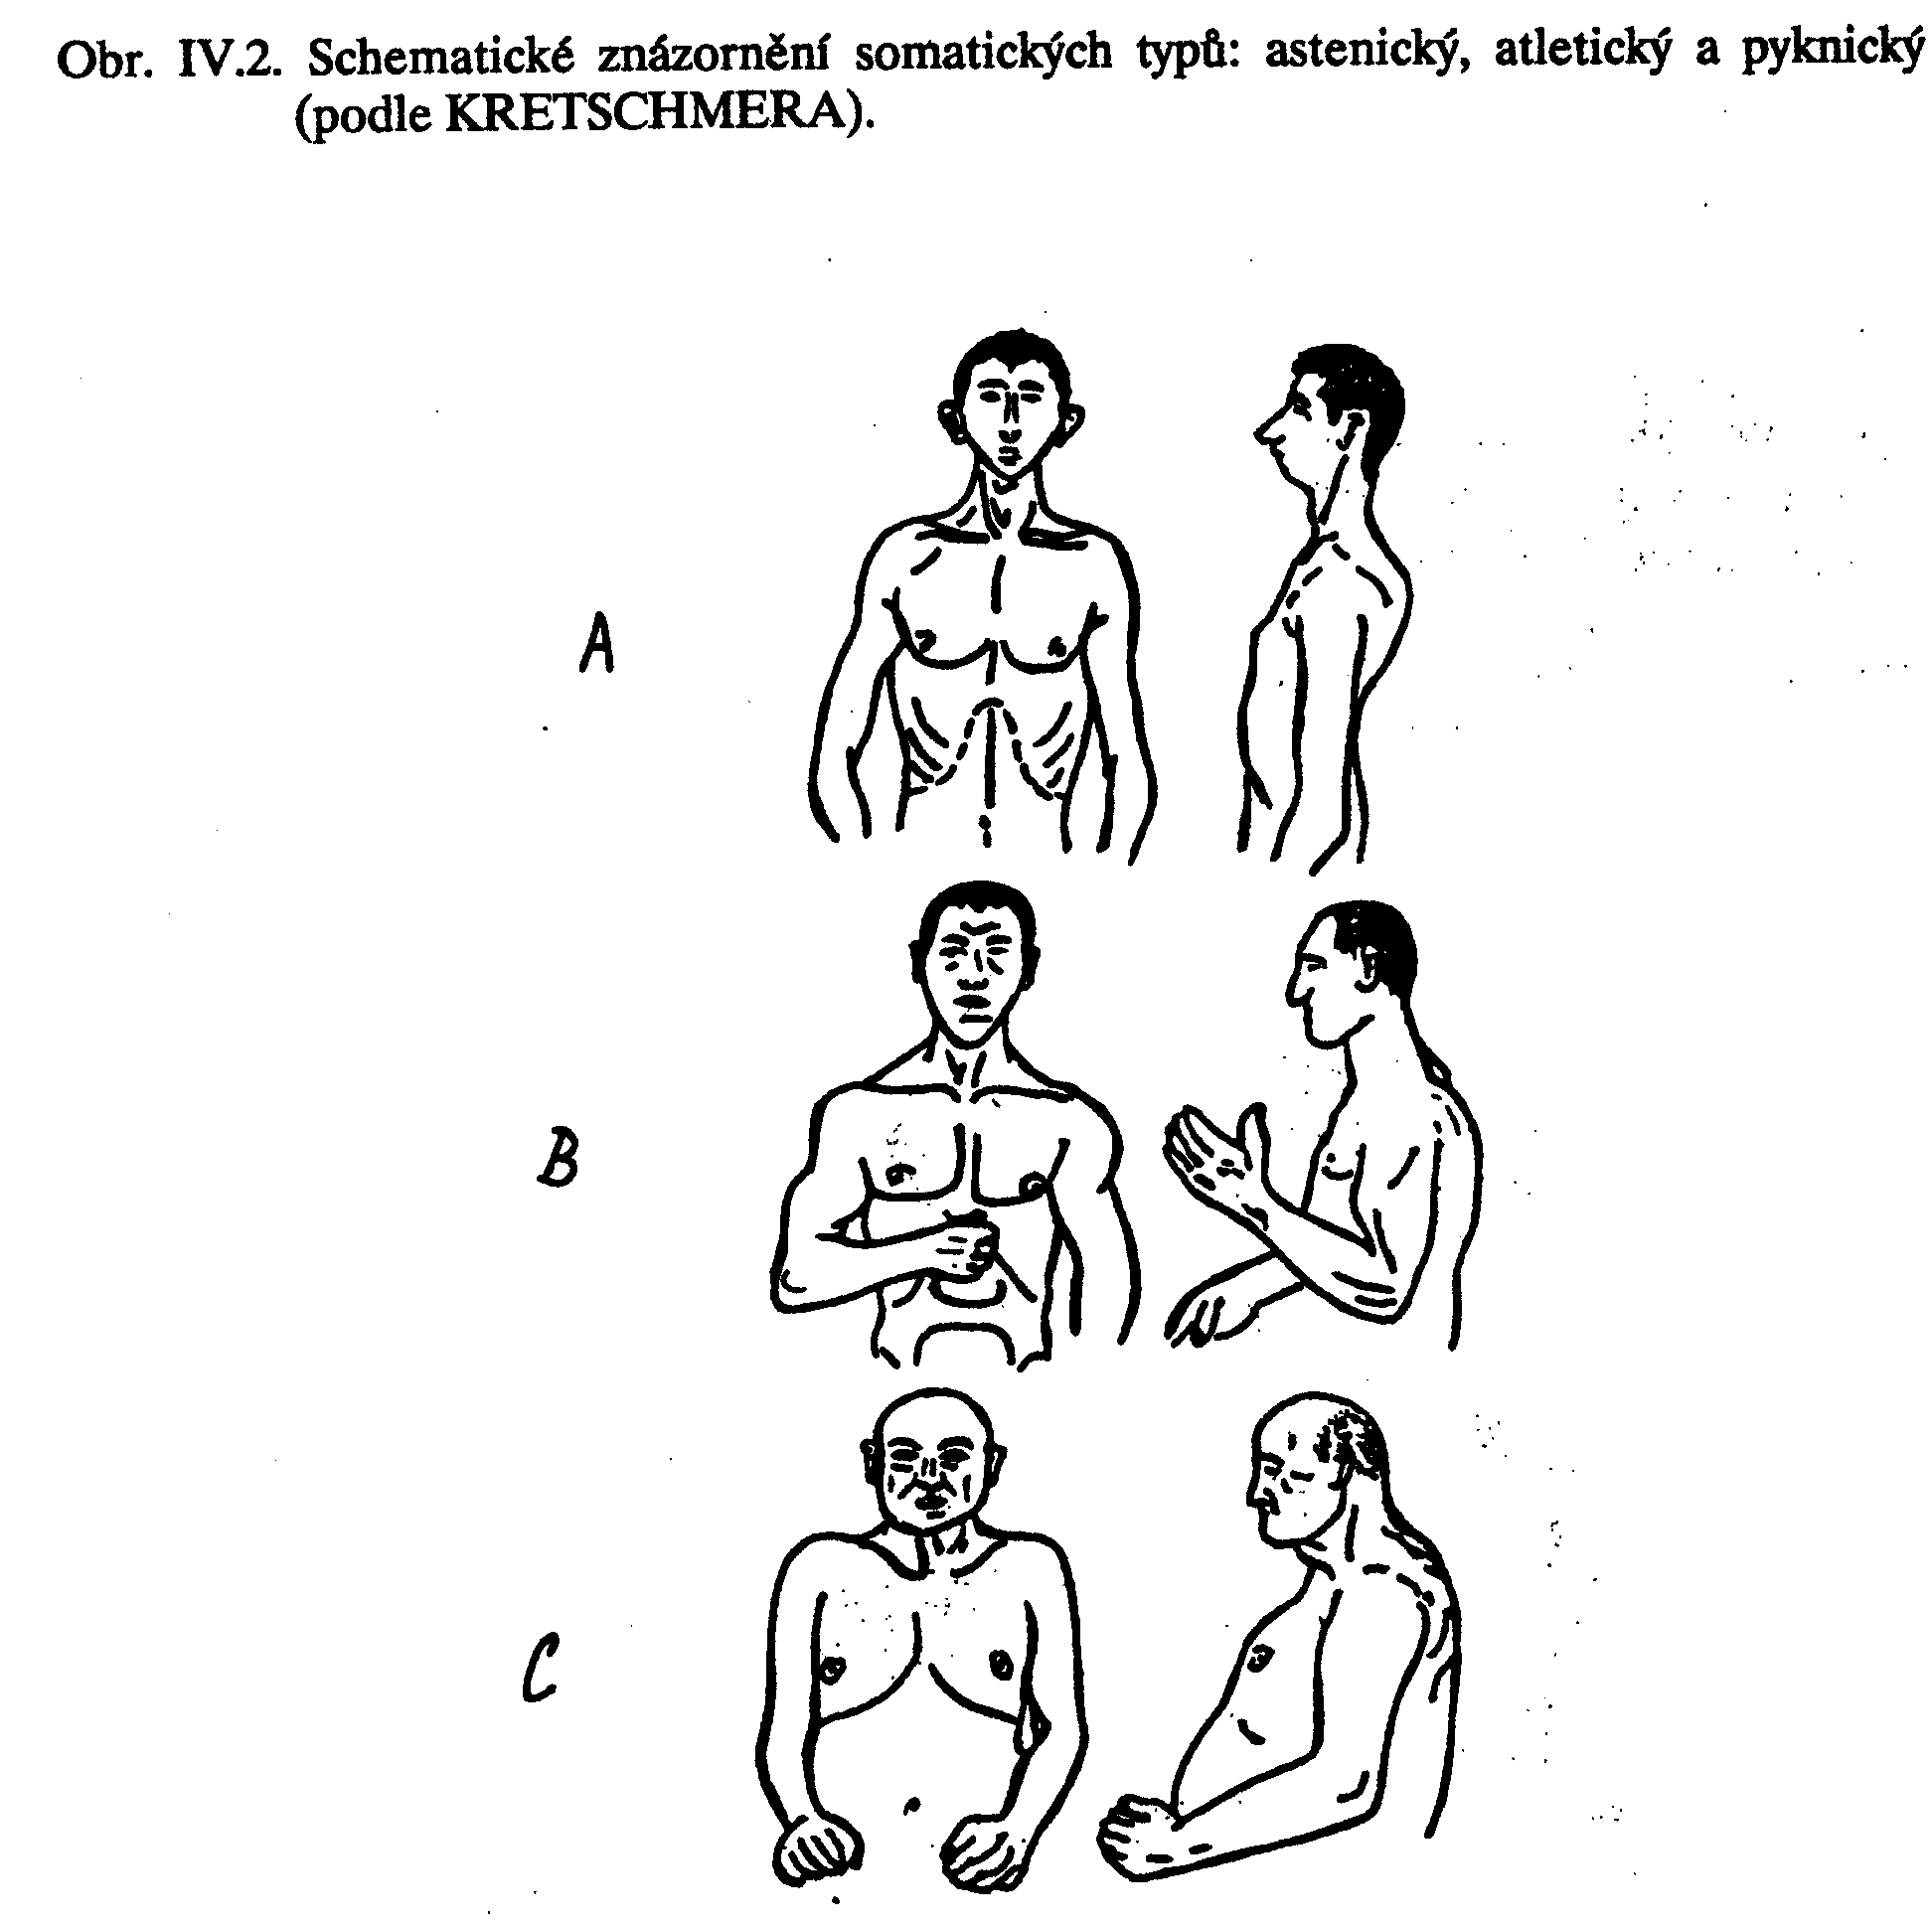 Obr. IV.2. Schematické znázornění somatických typů: astenický, atletický a pyknický
(podle KRETSCHMERA).
A
B
C